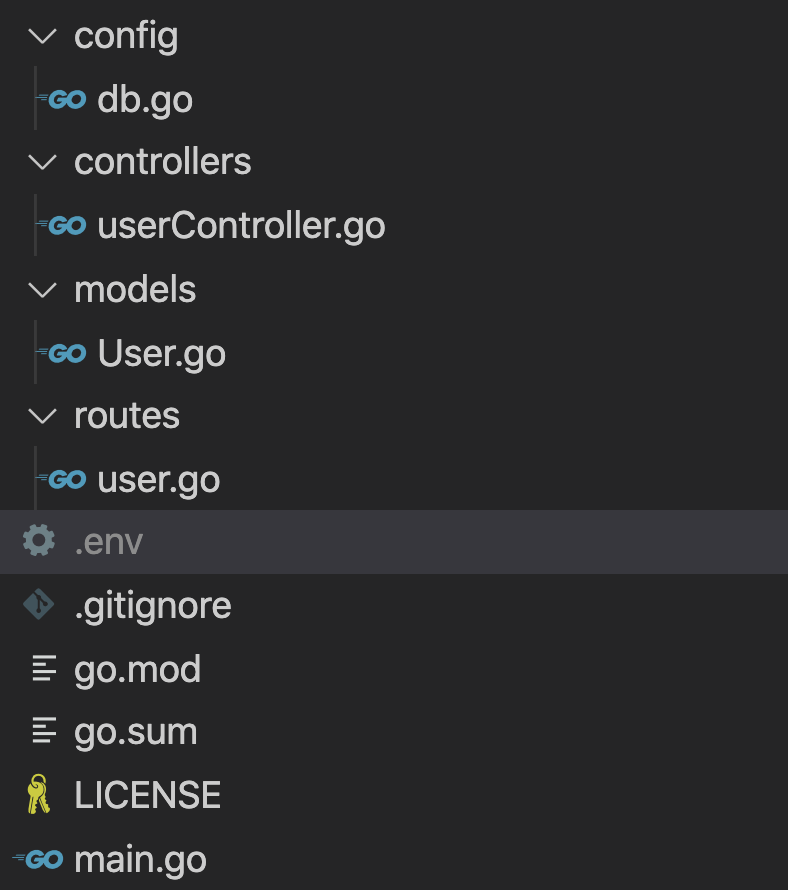 config
GO db.go
controllers
GO userController.go
models
GO User.go
routes
GO user.go
.env
.gitignore
go.mod
go.sum
LICENSE
GO main.go